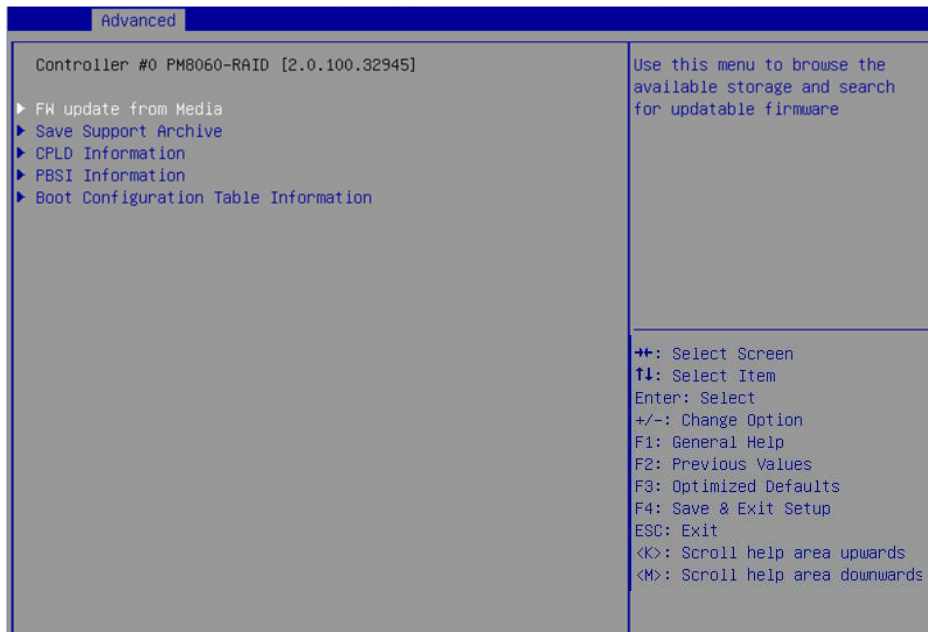 Advanced
Controller #0 PM8060-RAID [2.0.100.32945]
▶ FW update from Media
▶ Save Support Archive
▶ CPLD Information
▶ PBSI Information
▶ Boot Configuration Table Information
Use this menu to browse the
available storage and search
for updatable firmware
→←: Select Screen
↑↓: Select Item
Enter: Select
+/-: Change Option
F1: General Help
F2: Previous Values
F3: Optimized Defaults
F4: Save & Exit Setup
ESC: Exit
<K>: Scroll help area upwards
<M>: Scroll help area downwards